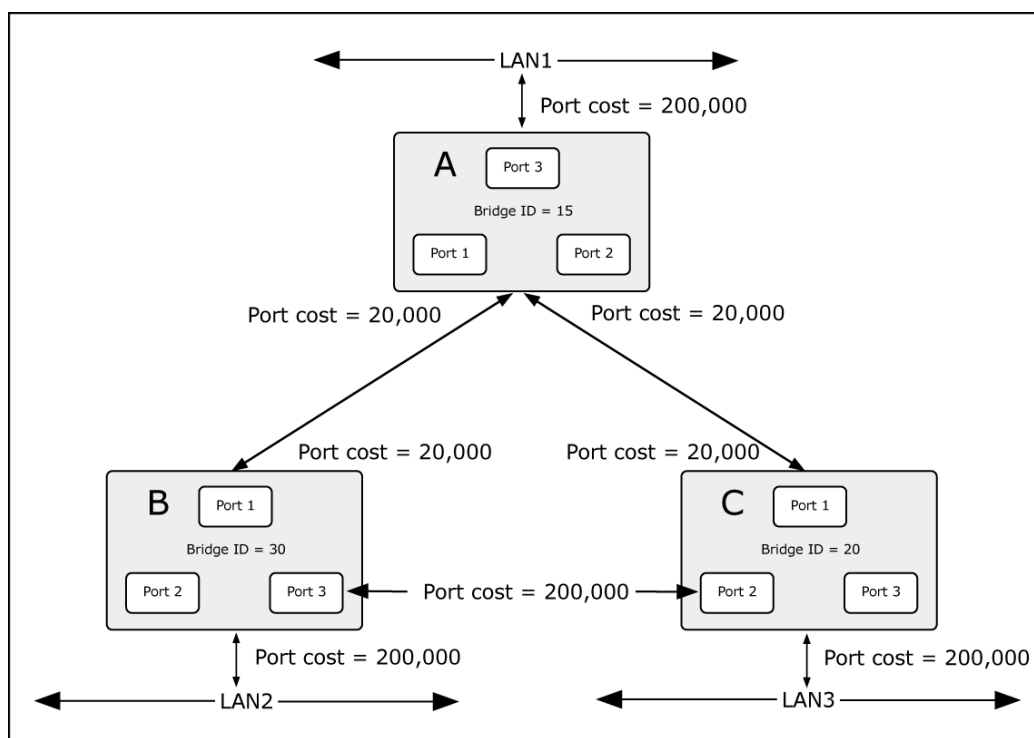 LAN1
Port cost = 200,000
A
Port 3
Bridge ID = 15
Port 1
Port 2
Port cost = 20,000
Port cost = 20,000
Port cost = 20,000
Port cost = 20,000
B
Port 1
Bridge ID = 30
Port 2
Port 3
C
Port 1
Bridge ID = 20
Port 2
Port 3
Port cost = 200,000
Port cost = 200,000
Port cost = 200,000
LAN2
LAN3